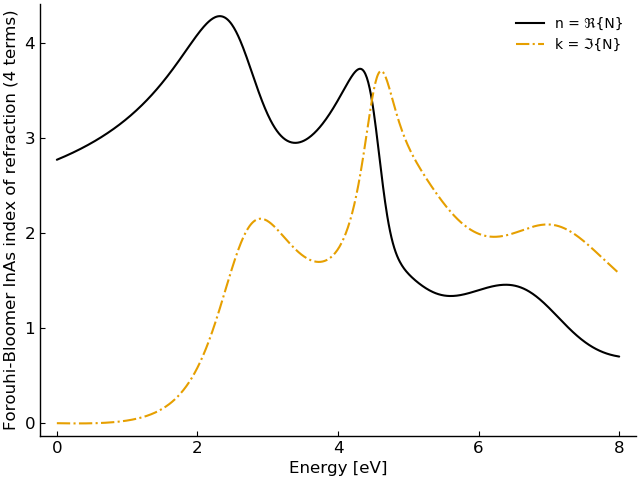 Forouhi-Bloomer InAs index of refraction (4 terms)
n = ℜ{N}
k = ℑ{N}
4
3
2
1
0
0 2 4 6 8
Energy [eV]